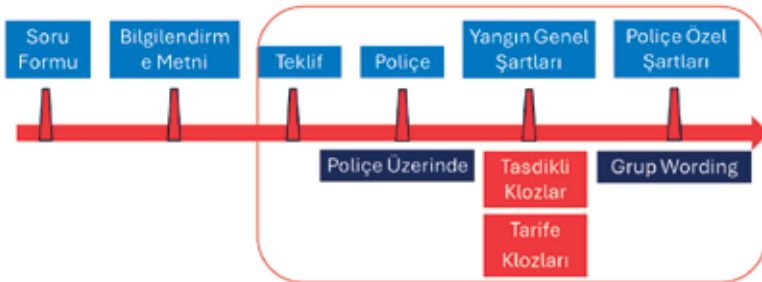 Soru
Formu
Bilgilendirm
e Metni
Teklif
Poliçe
Yangın Genel
Şartları
Poliçe Özel
Şartları
Poliçe Üzerinde
Tasdikli
Klozlar
Grup Wording
Tarife
Klozları